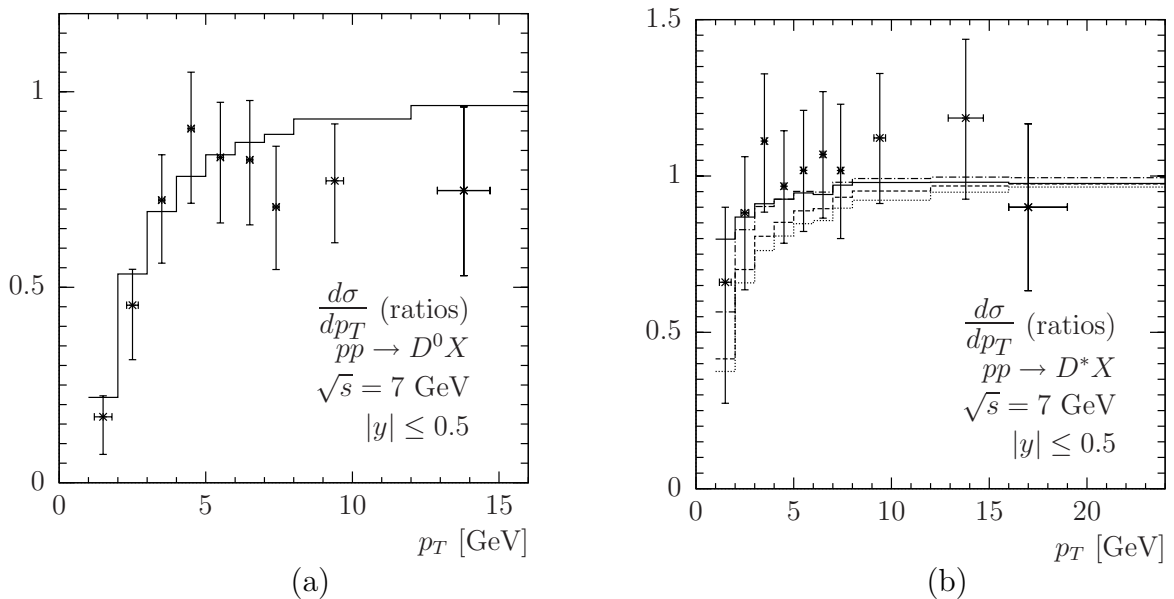 1
0.5
0
0
5
10
15
p_T [GeV]
dσ/dp_T (ratios)
pp → D⁰X
√s = 7 GeV
|y| ≤ 0.5
(a)
1.5
1
0.5
0
0
5
10
15
20
p_T [GeV]
dσ/dp_T (ratios)
pp → D*X
√s = 7 GeV
|y| ≤ 0.5
(b)